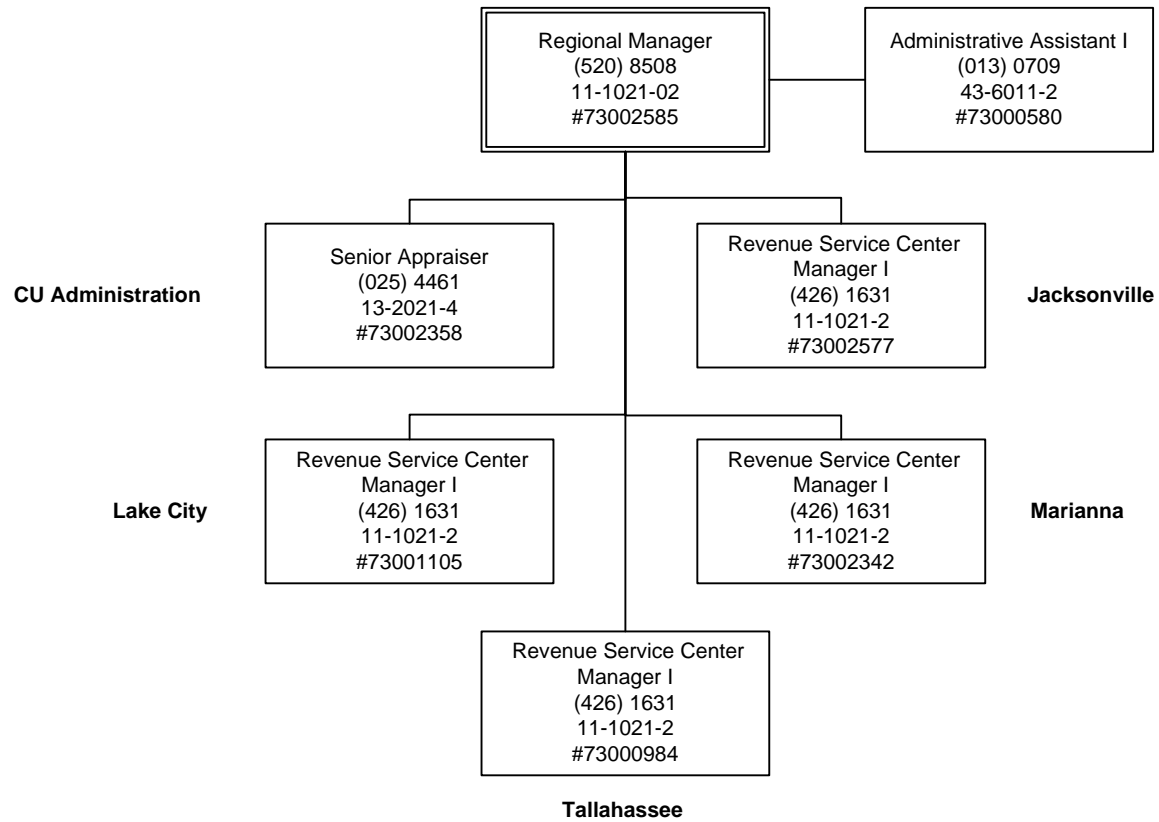 Regional Manager
(520) 8508
11-1021-02
#73002585
Administrative Assistant I
(013) 0709
43-6011-2
#73000580
CU Administration
Senior Appraiser
(025) 4461
13-2021-4
#73002358
Revenue Service Center
Manager I
(426) 1631
11-1021-2
#73002577
Jacksonville
Lake City
Revenue Service Center
Manager I
(426) 1631
11-1021-2
#73001105
Revenue Service Center
Manager I
(426) 1631
11-1021-2
#73002342
Marianna
Revenue Service Center
Manager I
(426) 1631
11-1021-2
#73000984
Tallahassee